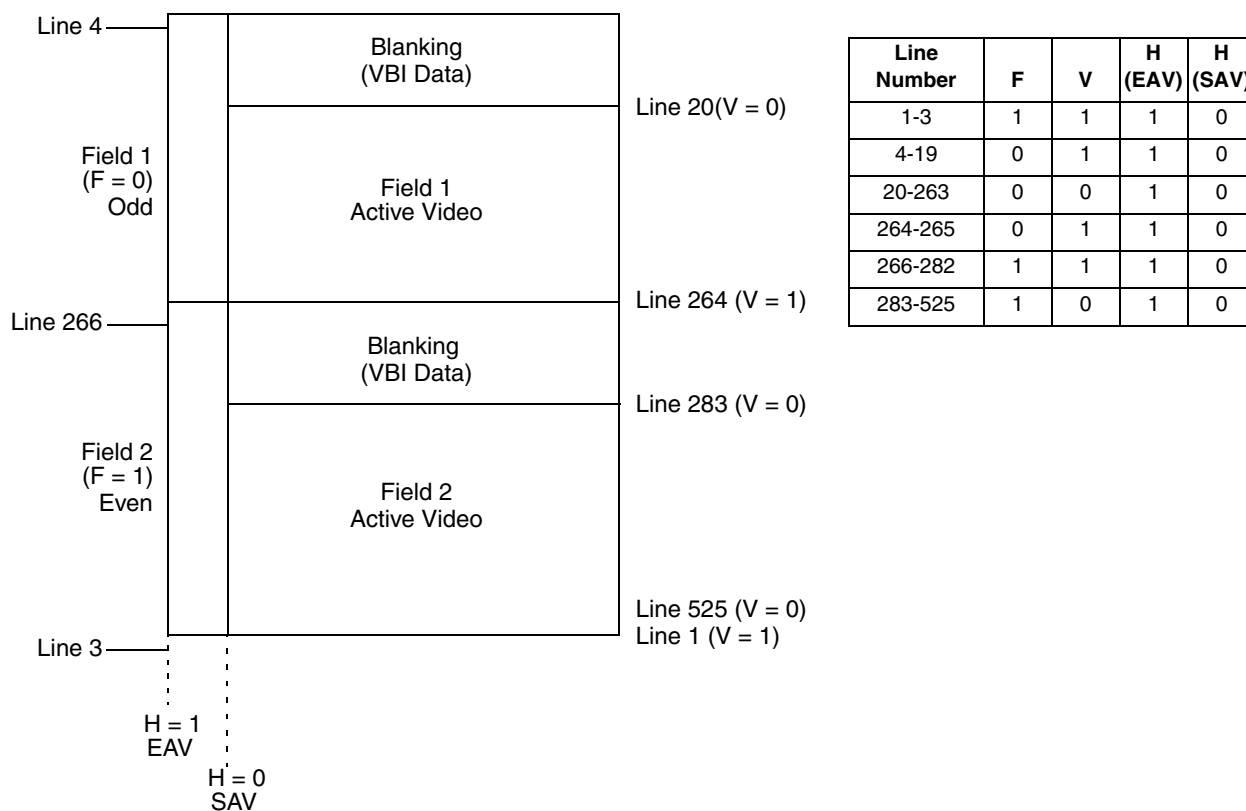 Line 4
Blanking
(VBI Data)
Line 20(V = 0)
Field 1
(F = 0)
Odd
Field 1
Active Video
Line 264 (V = 1)
Line 266
Blanking
(VBI Data)
Line 283 (V = 0)
Field 2
(F = 1)
Even
Field 2
Active Video
Line 525 (V = 0)
Line 1 (V = 1)
Line 3
H = 1
EAV
H = 0
SAV
Line Number F V H (EAV) H (SAV)
1-3 1 1 1 0
4-19 0 1 1 0
20-263 0 0 1 0
264-265 0 1 1 0
266-282 1 1 1 0
283-525 1 0 1 0